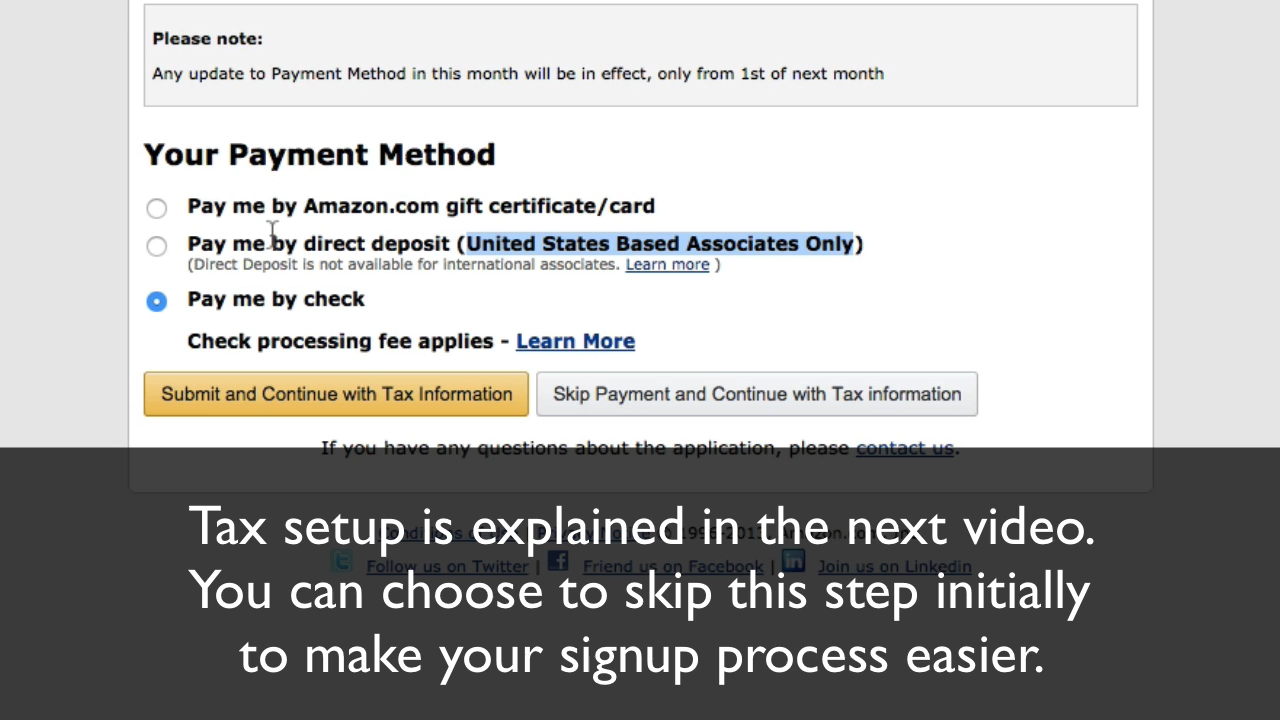 Please note:
Any update to Payment Method in this month will be in effect, only from 1st of next month
Your Payment Method
Pay me by Amazon.com gift certificate/card
Pay me by direct deposit (United States Based Associates Only)
(Direct Deposit is not available for international associates. Learn more )
Pay me by check
Check processing fee applies - Learn More
Submit and Continue with Tax Information
Skip Payment and Continue with Tax information
If you have any questions about the application, please contact us.
Tax setup is explained in the next video.
Follow us on Twitter | Friend us on Facebook | Join us on Linkedin
You can choose to skip this step initially
to make your signup process easier.